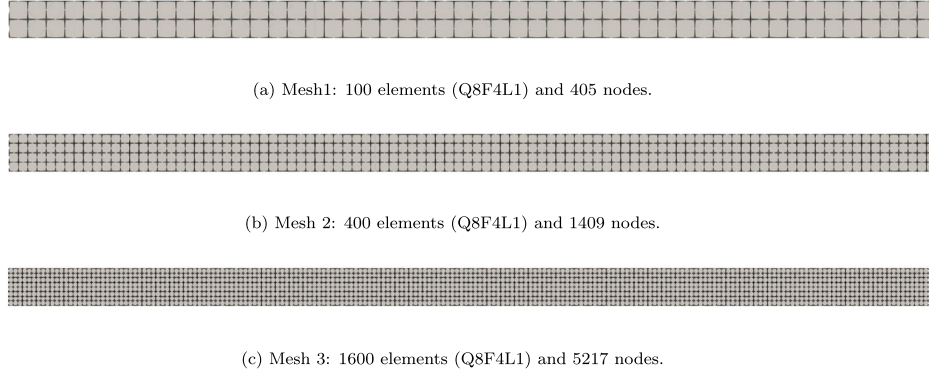 (a) Mesh1: 100 elements (Q8F4L1) and 405 nodes.
(b) Mesh 2: 400 elements (Q8F4L1) and 1409 nodes.
(c) Mesh 3: 1600 elements (Q8F4L1) and 5217 nodes.